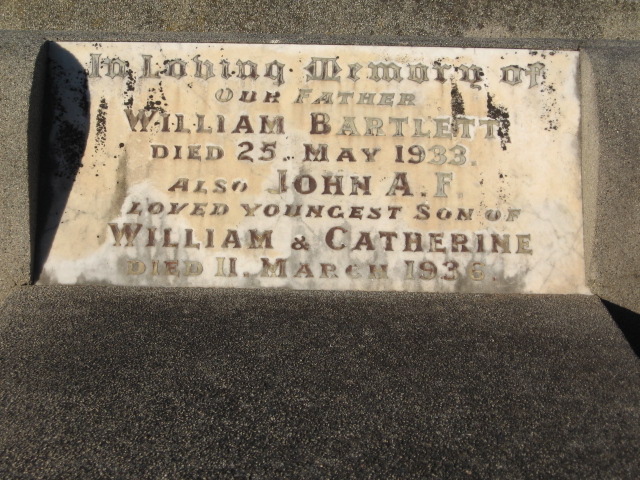 In Loving Memory of
OUR FATHER
WILLIAM BARTLETT
DIED 25. MAY 1933.
ALSO JOHN A. F.
LOVED YOUNGEST SON OF
WILLIAM & CATHERINE
DIED 11. MARCH 1936.